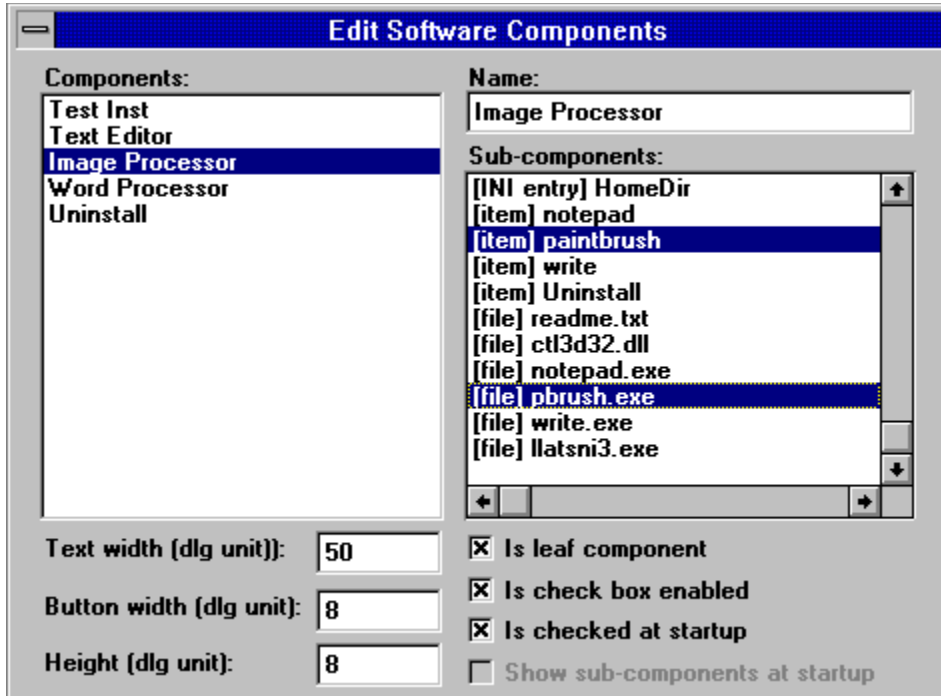 Edit Software Components
Components:
Test Inst
Text Editor
Image Processor
Word Processor
Uninstall
Name:
Image Processor
Sub-components:
[INI entry] HomeDir
[item] notepad
[item] paintbrush
[item] write
[item] Uninstall
[file] readme.txt
[file] ctl3d32.dll
[file] notepad.exe
[file] pbrush.exe
[file] write.exe
[file] llatsni3.exe
Text width (dlg unit)): 50
Button width (dlg unit): 8
Height (dlg unit): 8
Is leaf component
Is check box enabled
Is checked at startup
Show sub-components at startup